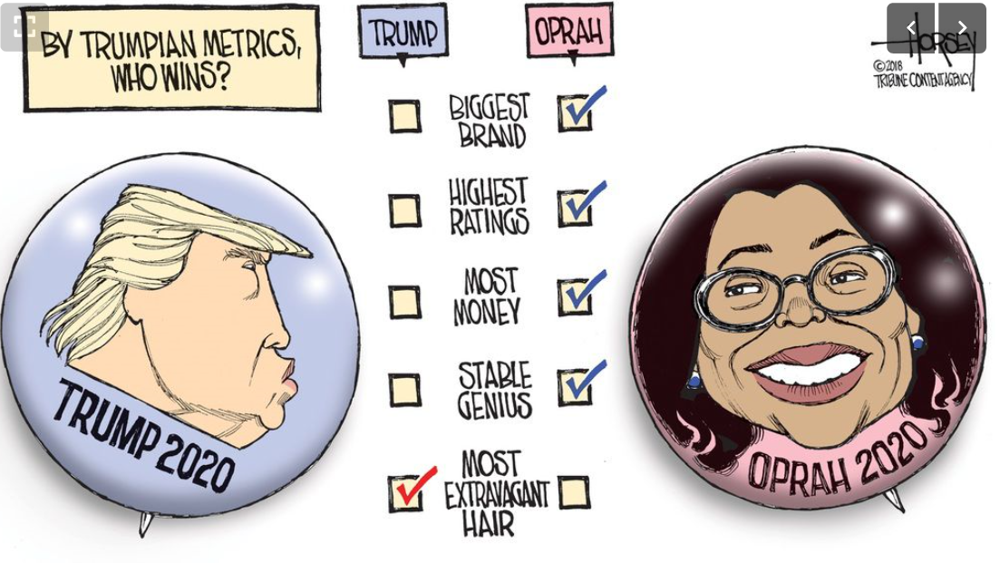 BY TRUMPIAN METRICS,
WHO WINS?
TRUMP
OPRAH
HORSEY
©2018
TRIBUNE CONTENT AGENCY
BIGGEST
BRAND
HIGHEST
RATINGS
MOST
MONEY
STABLE
GENIUS
MOST
EXTRAVAGANT
HAIR
TRUMP 2020
OPRAH 2020